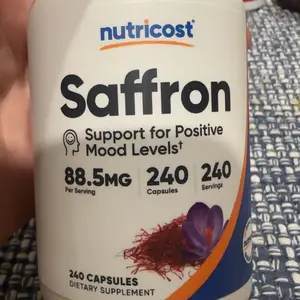 nutricost®
Saffron
Support for Positive
Mood Levels†
88.5MG 240 240
Per Serving Capsules Servings
240 CAPSULES
DIETARY SUPPLEMENT